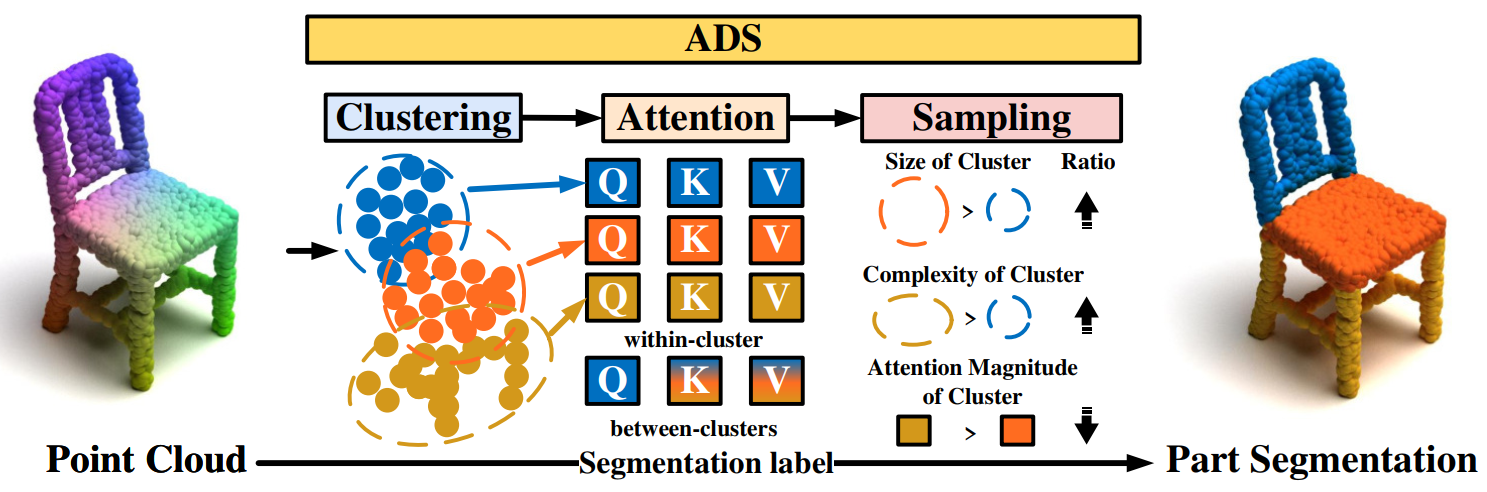 ADS
Clustering
Attention
Sampling
Q K V
Q K V
Q K V
within-cluster
Q K V
between-clusters
Size of Cluster Ratio
>
Complexity of Cluster
>
Attention Magnitude
of Cluster
>
Point Cloud
Segmentation label
Part Segmentation